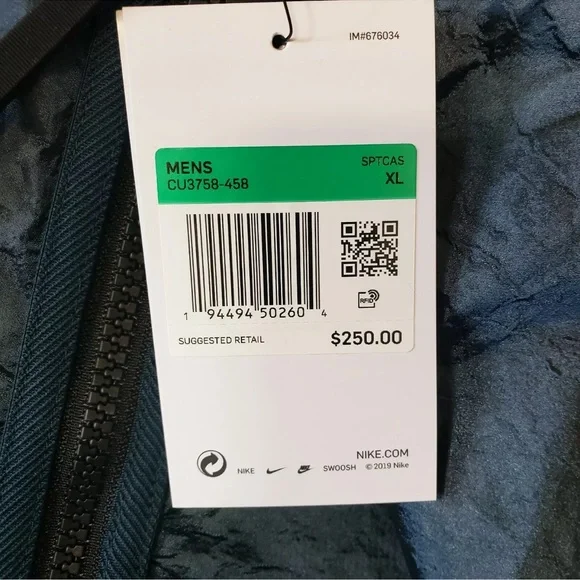 IM#676034
MENS SPTCAS
CU3758-458 XL
1 94494 50260 4
RFID
SUGGESTED RETAIL $250.00
NIKE.COM
NIKE SWOOSH © 2019 Nike